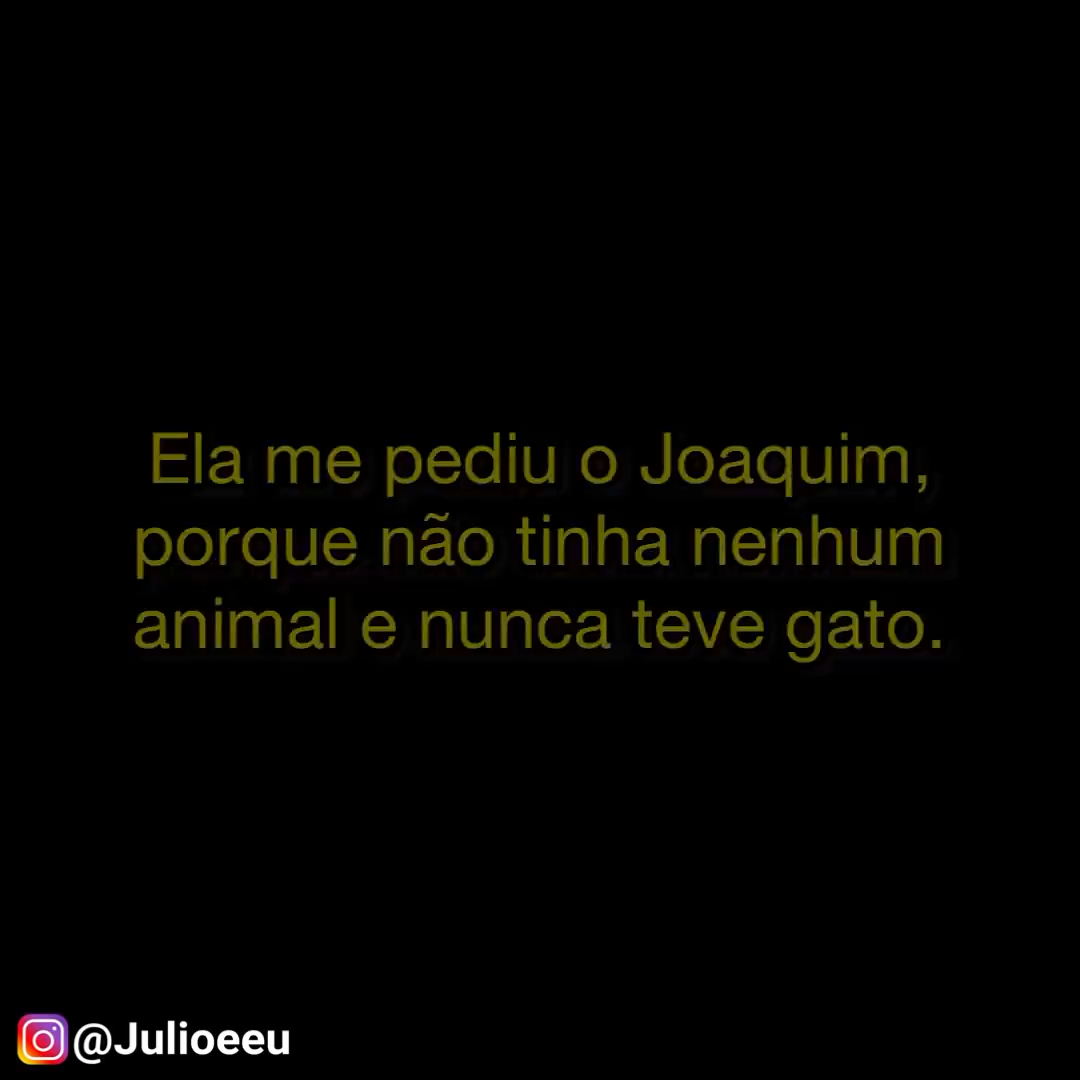 Ela me pediu o Joaquim,
porque não tinha nenhum
animal e nunca teve gato.
@Julioeeu